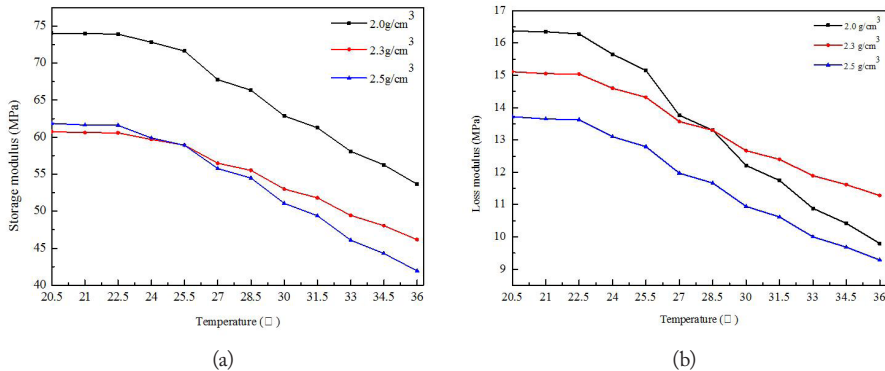 75
70
65
60
55
50
45
40
Storage modulus (MPa)
2.0g/cm³
2.3g/cm³
2.5g/cm³
20.5 21 22.5 24 25.5 27 28.5 30 31.5 33 34.5 36
Temperature (□)
(a)
17
16
15
14
13
12
11
10
9
Loss modulus (MPa)
2.0 g/cm³
2.3 g/cm³
2.5 g/cm³
20.5 21 22.5 24 25.5 27 28.5 30 31.5 33 34.5 36
Temperature (□)
(b)